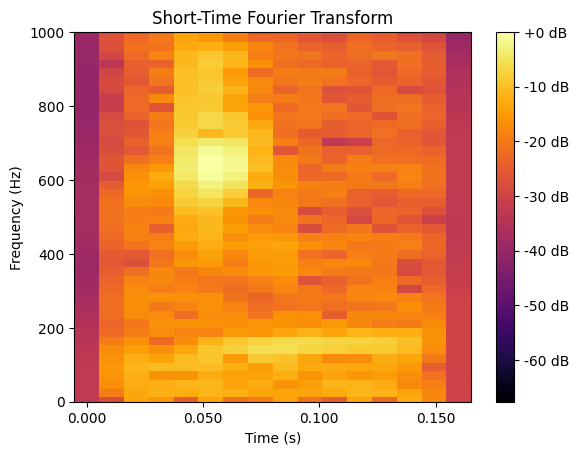 Short-Time Fourier Transform
1000
800
600
400
200
0
Frequency (Hz)
0.000
0.050
0.100
0.150
Time (s)
+0 dB
-10 dB
-20 dB
-30 dB
-40 dB
-50 dB
-60 dB